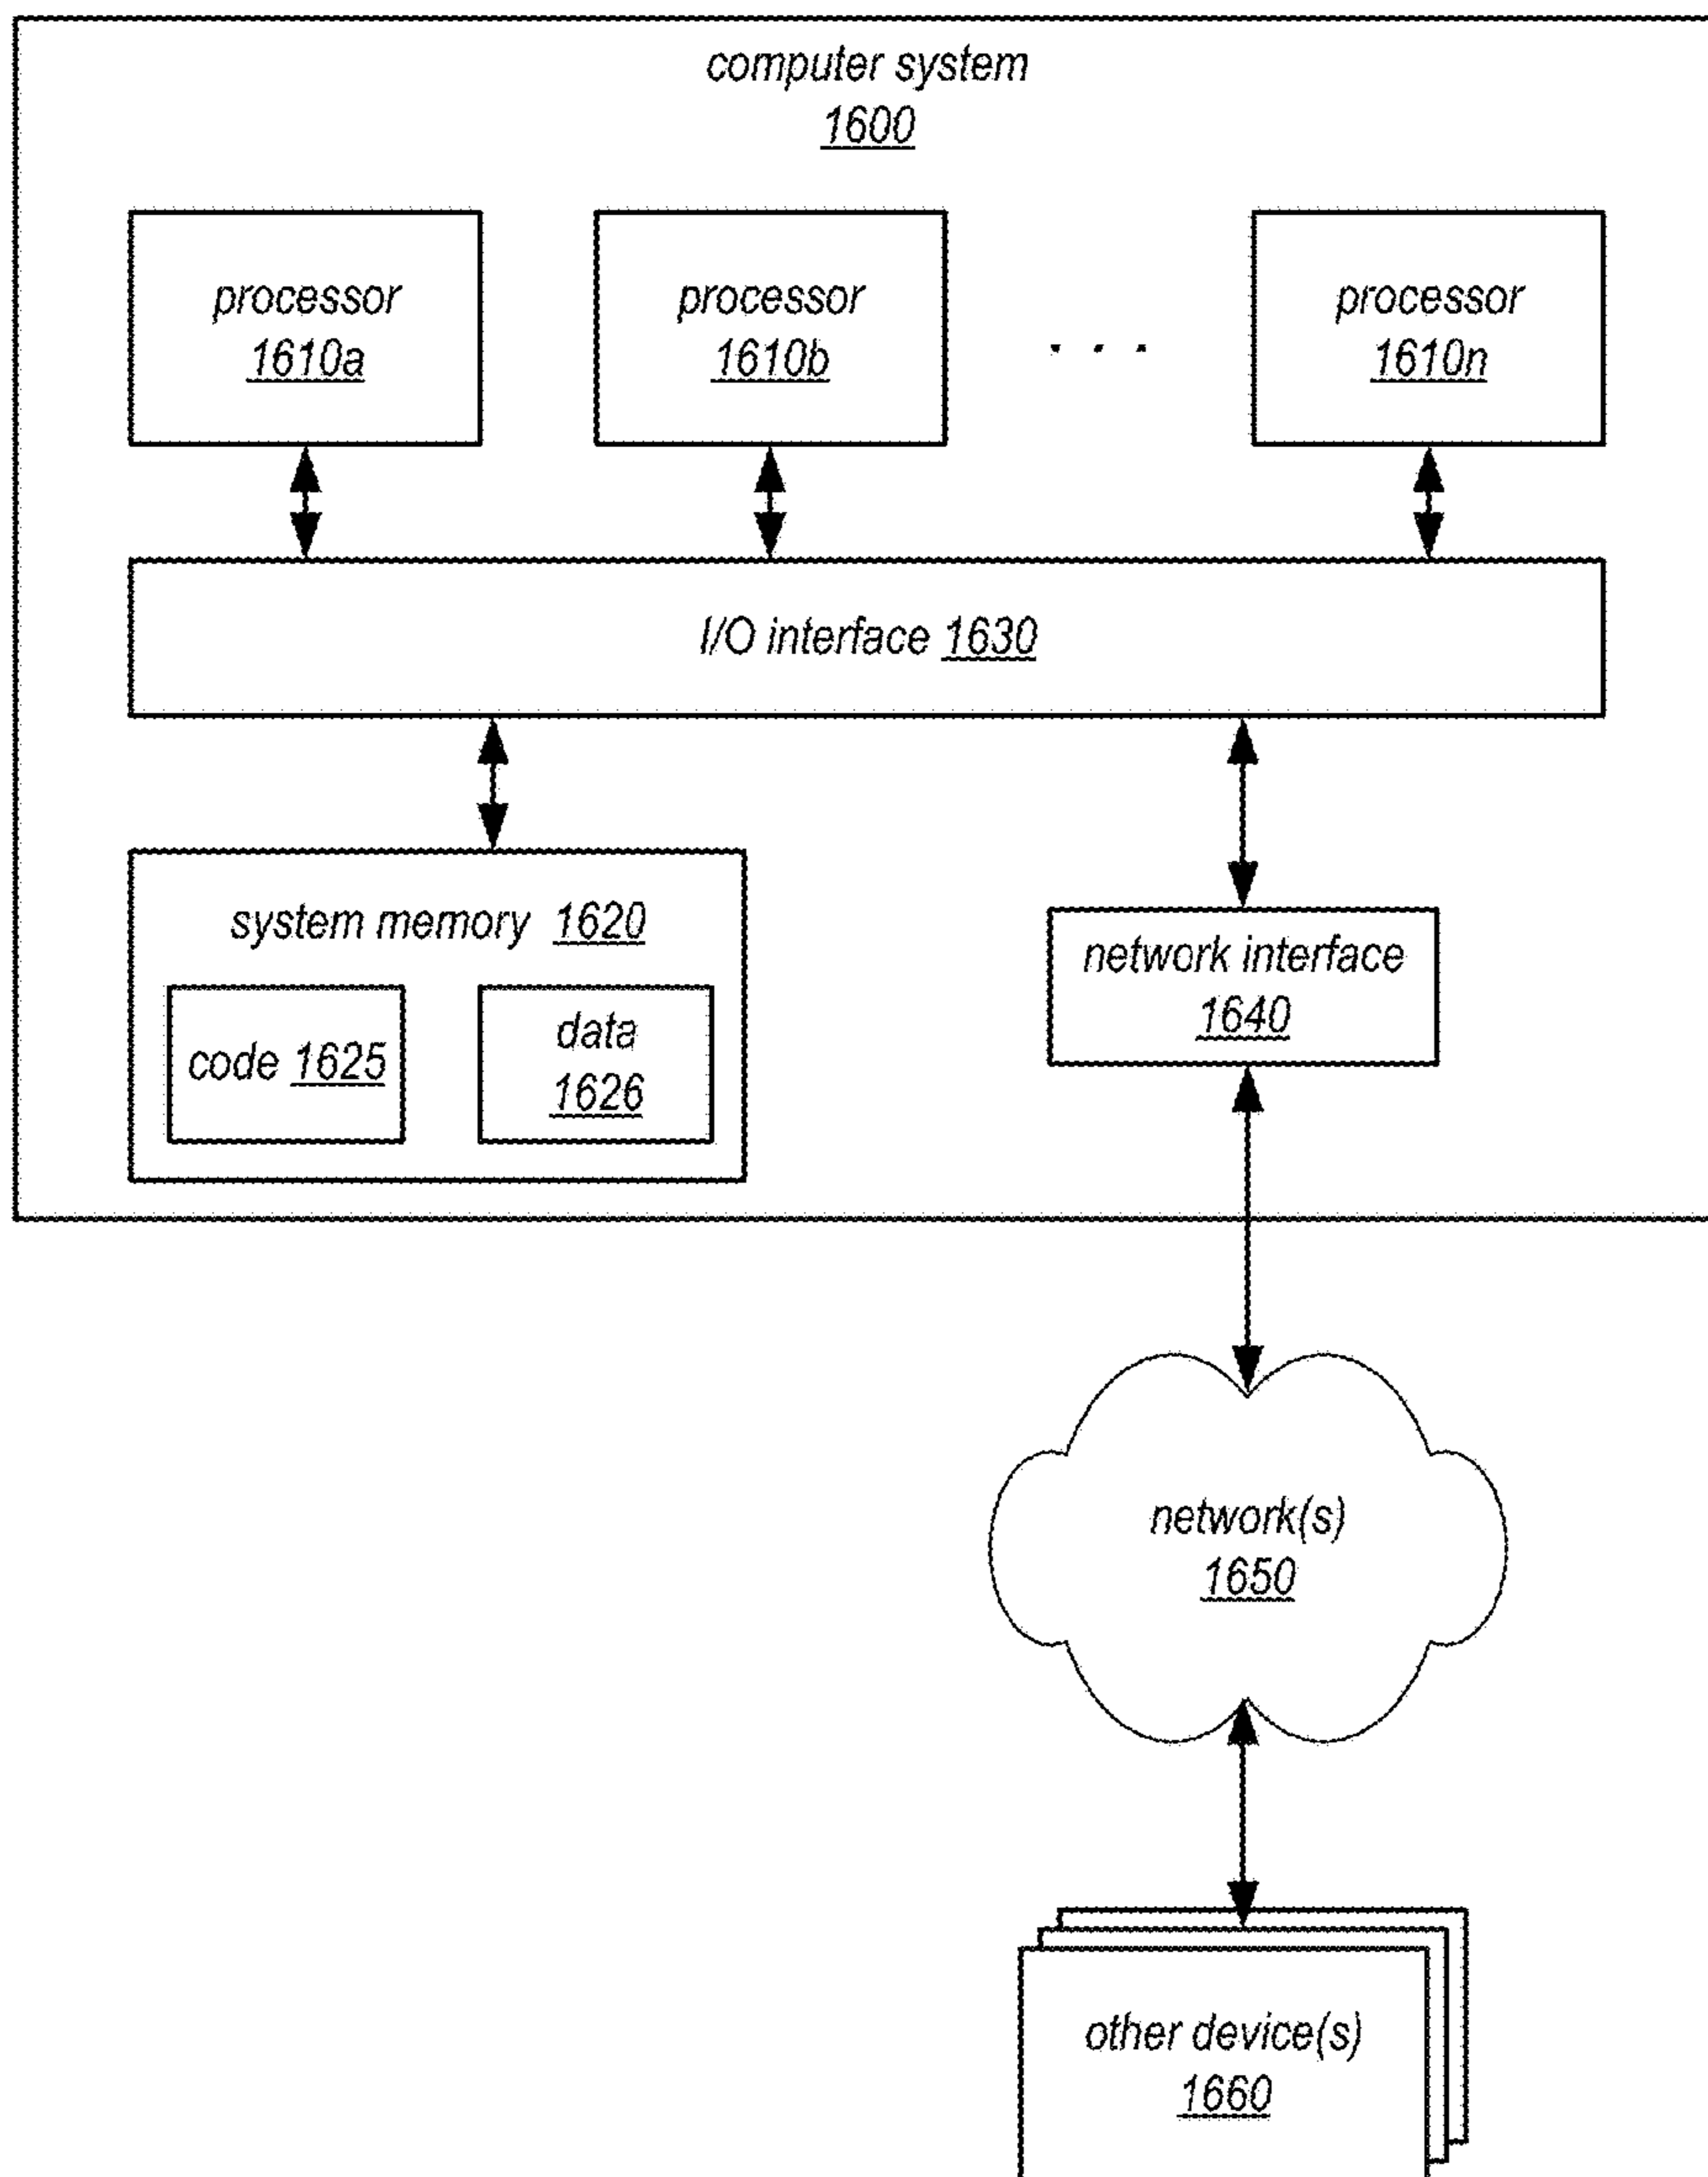 computer system
1600
processor
1610a
processor
1610b
. . .
processor
1610n
I/O interface 1630
system memory 1620
code 1625
data
1626
network interface
1640
network(s)
1650
other device(s)
1660